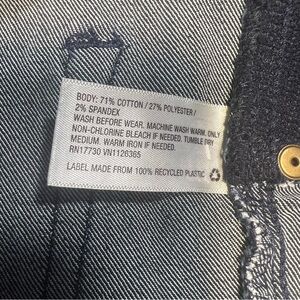 BODY: 71% COTTON / 27% POLYESTER /
2% SPANDEX
WASH BEFORE WEAR. MACHINE WASH WARM. ONLY
NON-CHLORINE BLEACH IF NEEDED. TUMBLE DRY
MEDIUM. WARM IRON IF NEEDED.
RN17730 VN1126365
LABEL MADE FROM 100% RECYCLED PLASTIC